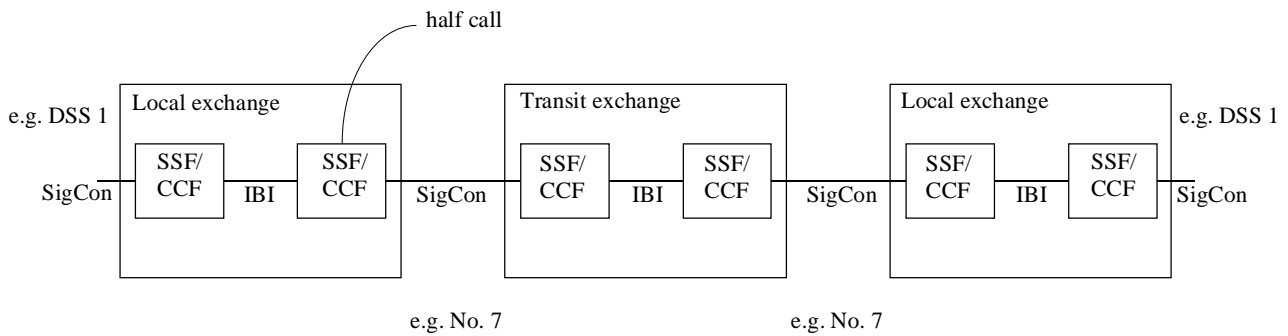 half call
Local exchange
Transit exchange
Local exchange
e.g. DSS 1
e.g. DSS 1
SSF/
CCF
SSF/
CCF
SSF/
CCF
SSF/
CCF
SSF/
CCF
SSF/
CCF
SigCon
IBI
SigCon
IBI
SigCon
IBI
SigCon
e.g. No. 7
e.g. No. 7